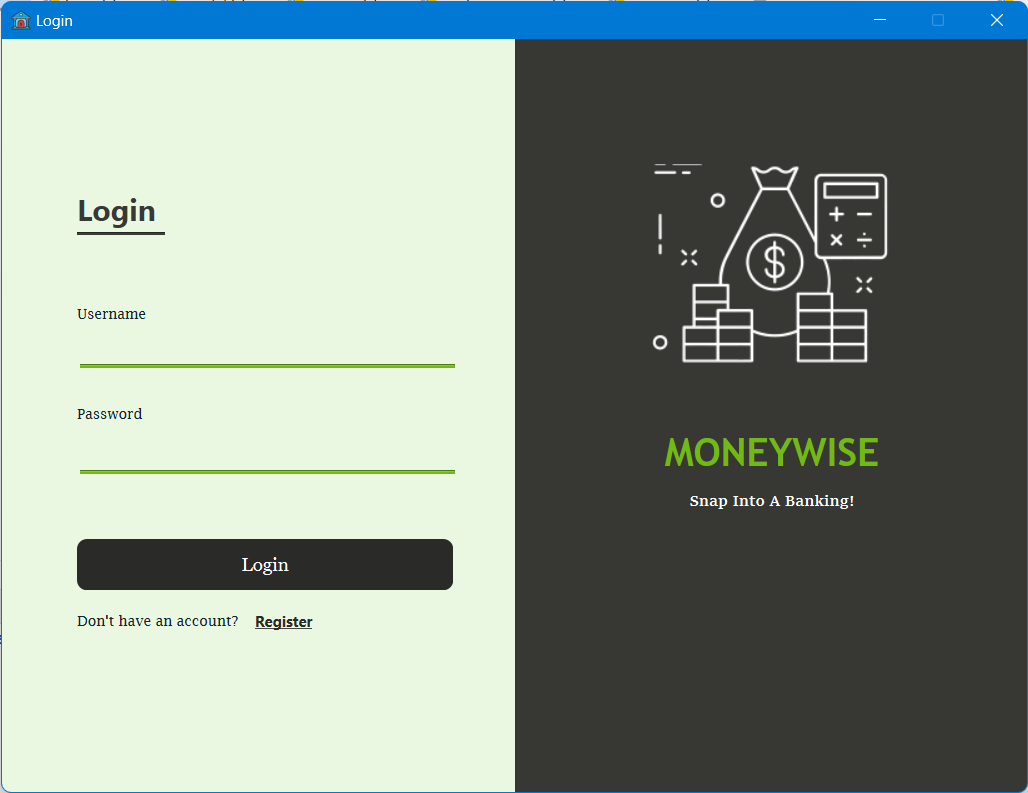 Login
Login
Username
Password
Login
Don't have an account? Register
MONEYWISE
Snap Into A Banking!